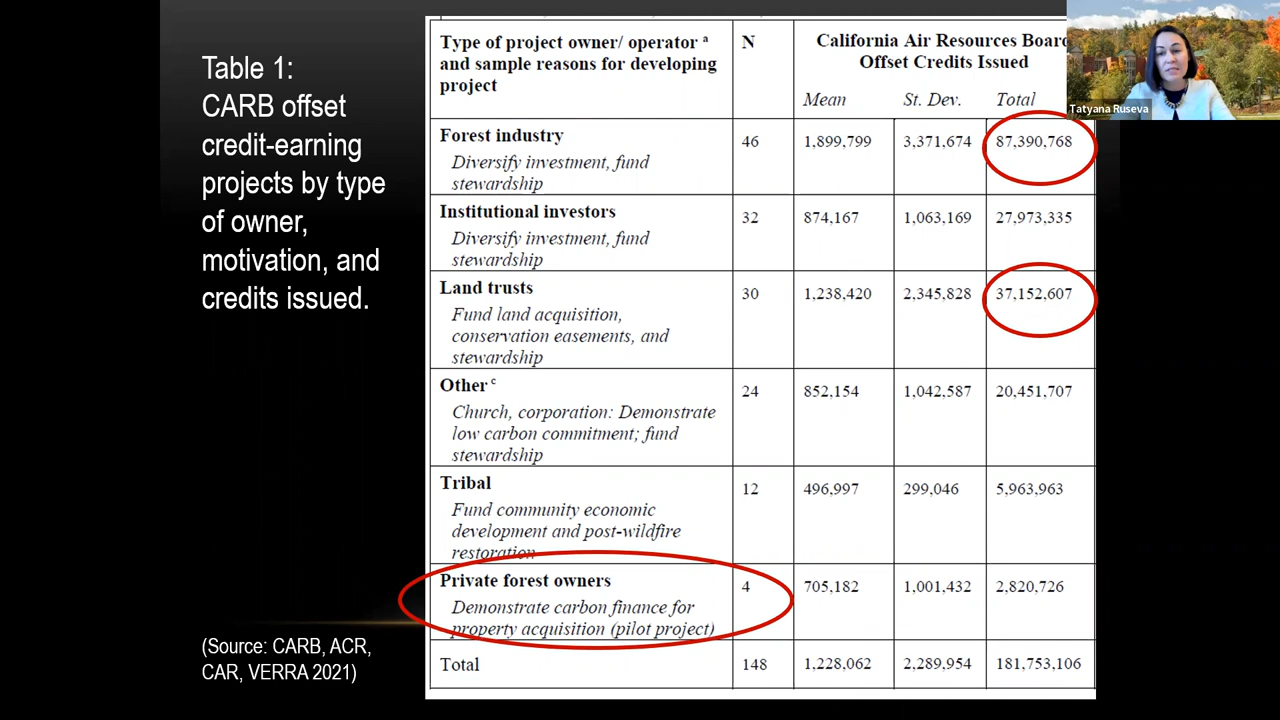 Table 1:
CARB offset
credit-earning
projects by type
of owner,
motivation, and
credits issued.
(Source: CARB, ACR,
CAR, VERRA 2021)
Type of project owner/ operator ᵃ
and sample reasons for developing
project
N
California Air Resources Boar
Offset Credits Issued
Mean St. Dev. Total
Forest industry 46 1,899,799 3,371,674 87,390,768
Diversify investment, fund
stewardship
Institutional investors 32 874,167 1,063,169 27,973,335
Diversify investment, fund
stewardship
Land trusts 30 1,238,420 2,345,828 37,152,607
Fund land acquisition,
conservation easements, and
stewardship
Other ᶜ 24 852,154 1,042,587 20,451,707
Church, corporation: Demonstrate
low carbon commitment; fund
stewardship
Tribal 12 496,997 299,046 5,963,963
Fund community economic
development and post-wildfire
restoration
Private forest owners 4 705,182 1,001,432 2,820,726
Demonstrate carbon finance for
property acquisition (pilot project)
Total 148 1,228,062 2,289,954 181,753,106
Tatyana Ruseva